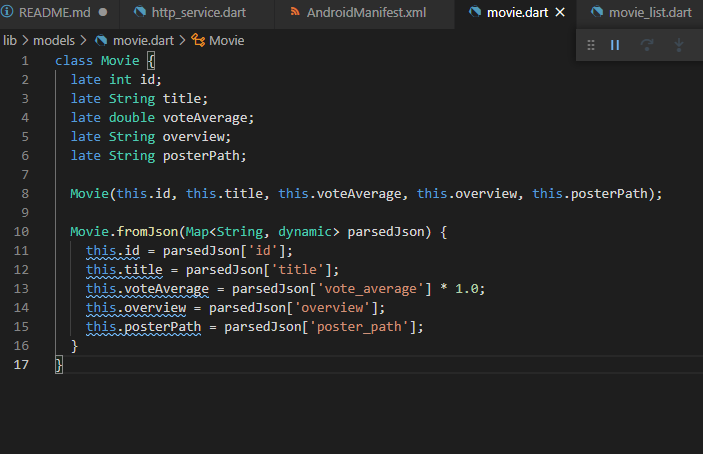 README.md http_service.dart AndroidManifest.xml movie.dart movie_list.dart
lib > models > movie.dart > Movie
1 class Movie {
2 late int id;
3 late String title;
4 late double voteAverage;
5 late String overview;
6 late String posterPath;
7
8 Movie(this.id, this.title, this.voteAverage, this.overview, this.posterPath);
9
10 Movie.fromJson(Map<String, dynamic> parsedJson) {
11 this.id = parsedJson['id'];
12 this.title = parsedJson['title'];
13 this.voteAverage = parsedJson['vote_average'] * 1.0;
14 this.overview = parsedJson['overview'];
15 this.posterPath = parsedJson['poster_path'];
16 }
17 }